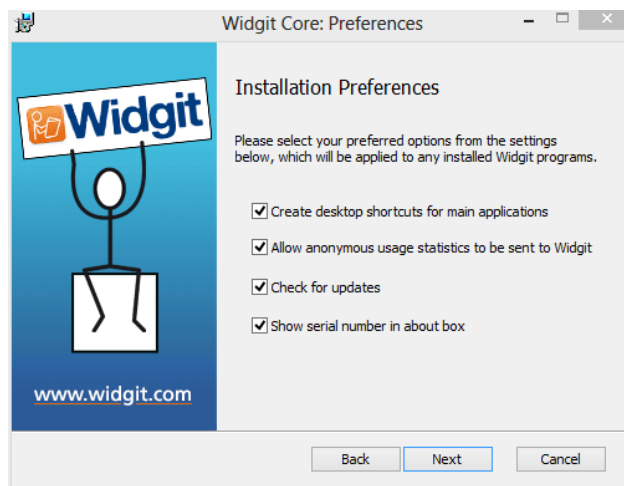 Widgit Core: Preferences
Widgit
Installation Preferences
Please select your preferred options from the settings
below, which will be applied to any installed Widgit programs.
Create desktop shortcuts for main applications
Allow anonymous usage statistics to be sent to Widgit
Check for updates
Show serial number in about box
www.widgit.com
Back Next Cancel